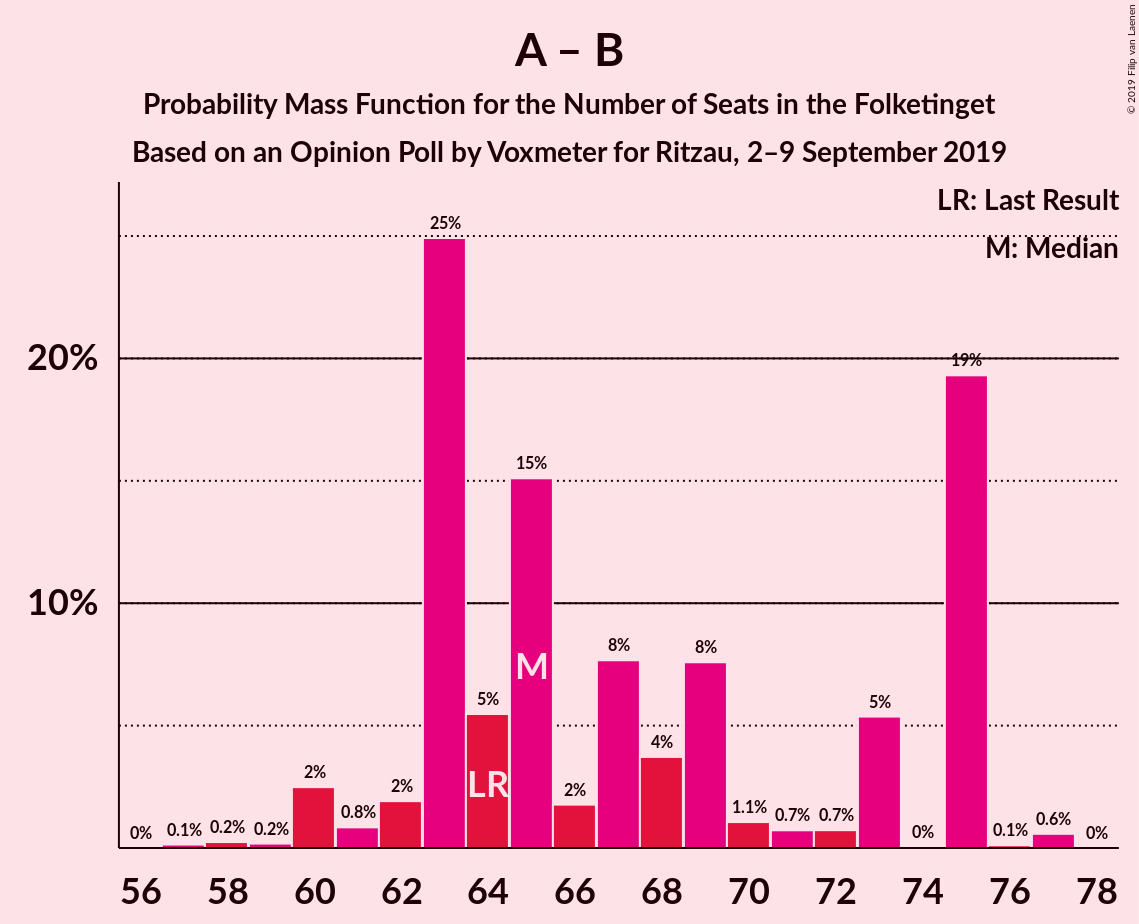 A – B
Probability Mass Function for the Number of Seats in the Folketinget
Based on an Opinion Poll by Voxmeter for Ritzau, 2–9 September 2019
© 2019 Filip van Laenen
LR: Last Result
M: Median
25%
20%
19%
15%
10%
M
8%
8%
5%
5%
LR
4%
2%
0.8%
2%
2%
1.1%
0.7%
0.7%
0%
0.1%
0.2%
0.2%
0%
0.1%
0.6%
0%
56 58 60 62 64 66 68 70 72 74 76 78